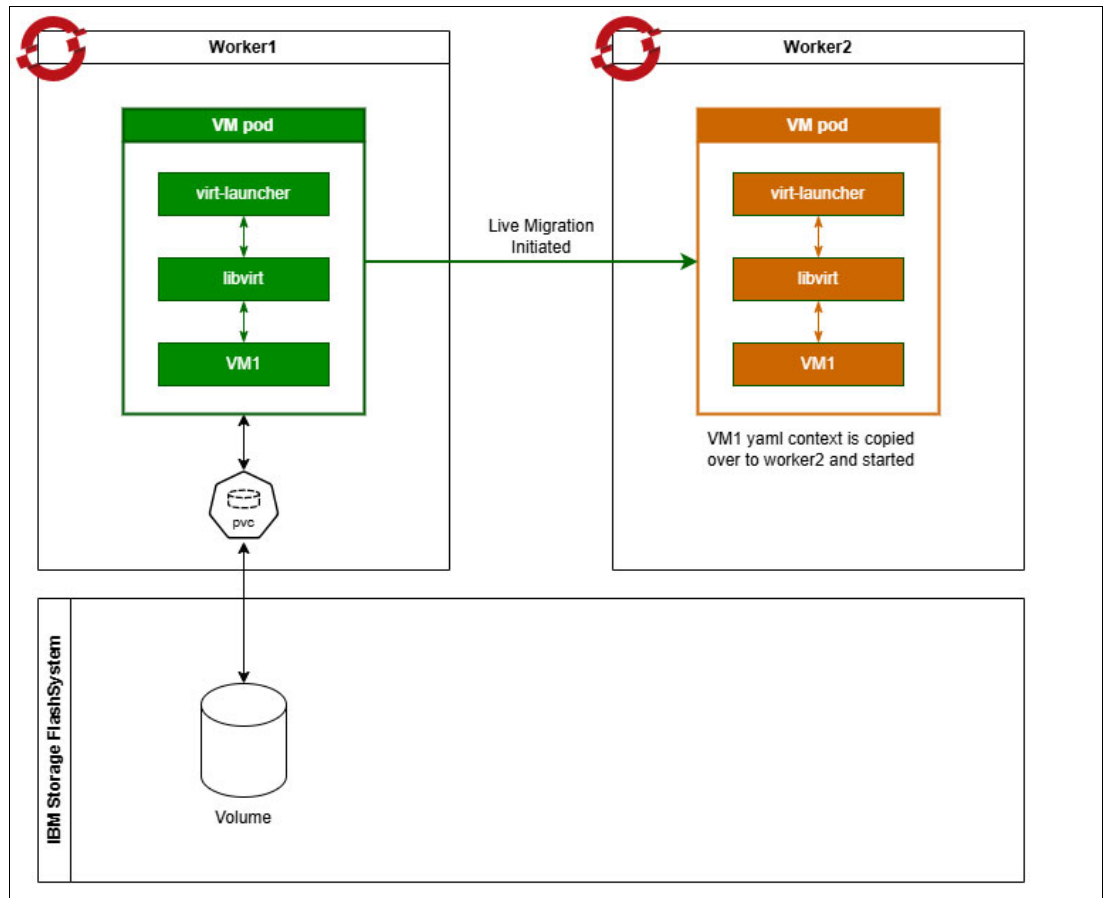 Worker1
Worker2
VM pod
VM pod
virt-launcher
virt-launcher
Live Migration
Initiated
libvirt
libvirt
VM1
VM1
VM1 yaml context is copied
over to worker2 and started
pvc
IBM Storage FlashSystem
Volume